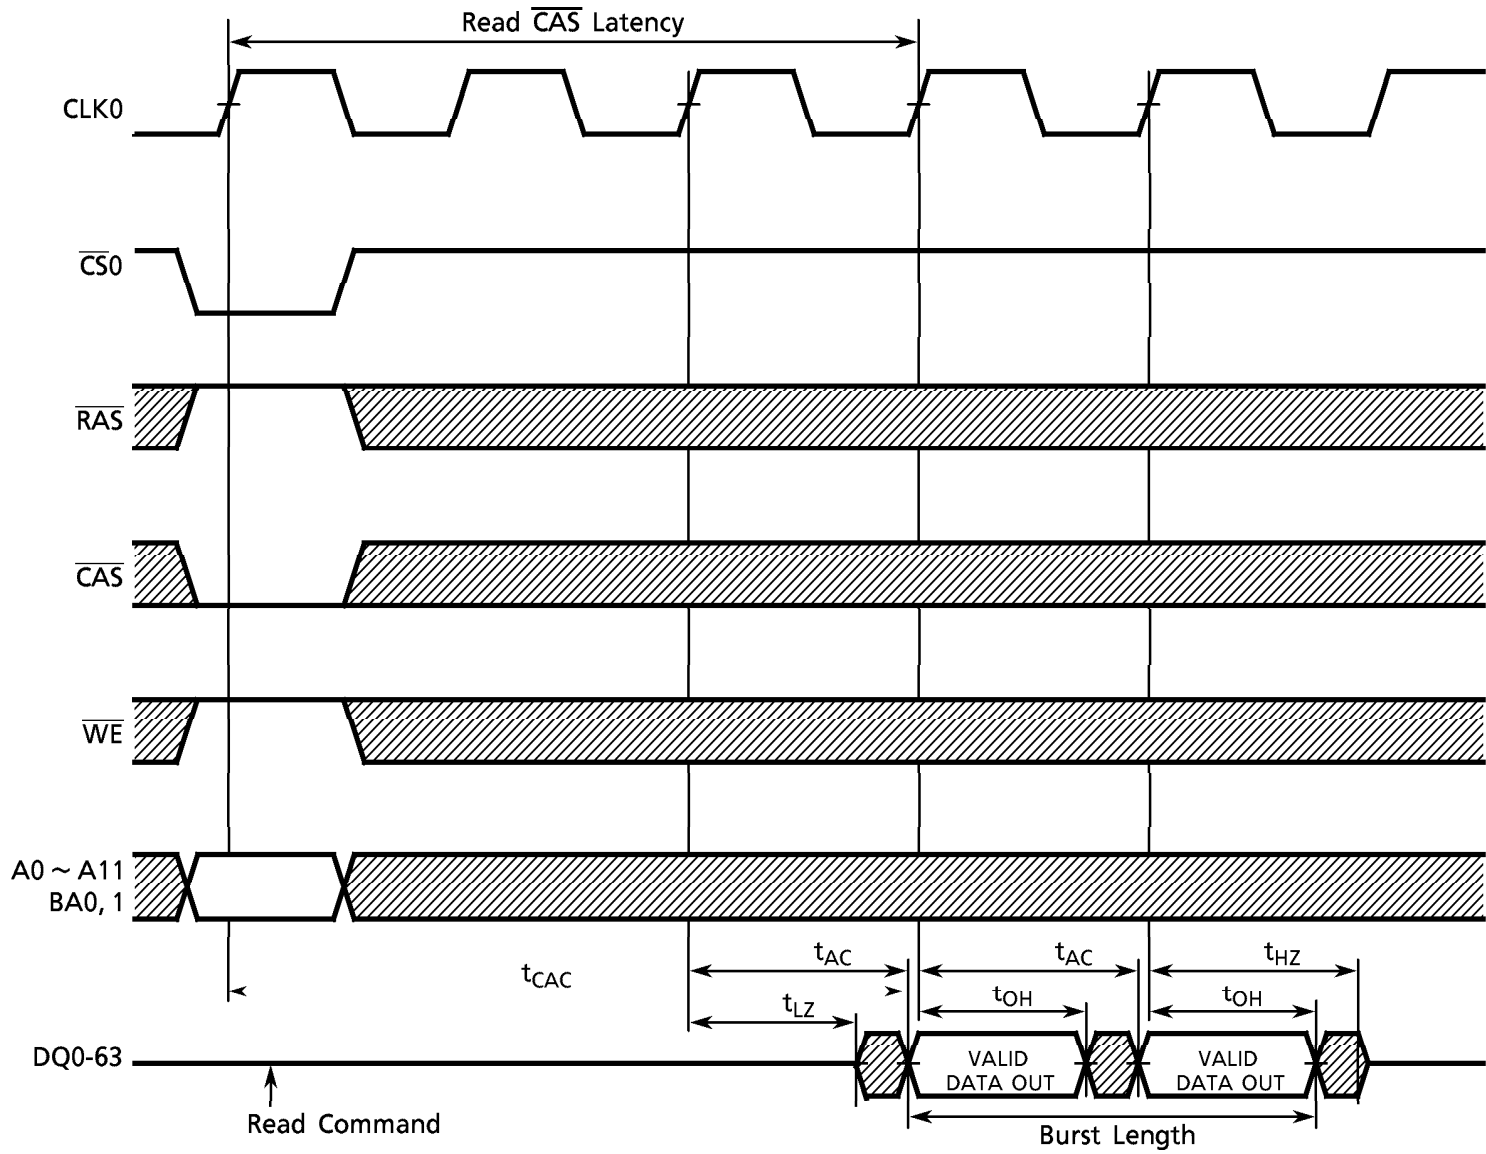 Read CAS Latency
CLK0
CS0
RAS
CAS
WE
A0 ~ A11
BA0, 1
tAC
tAC
tHZ
tCAC
tOH
tOH
tLZ
DQ0-63
VALID
DATA OUT
VALID
DATA OUT
Read Command
Burst Length